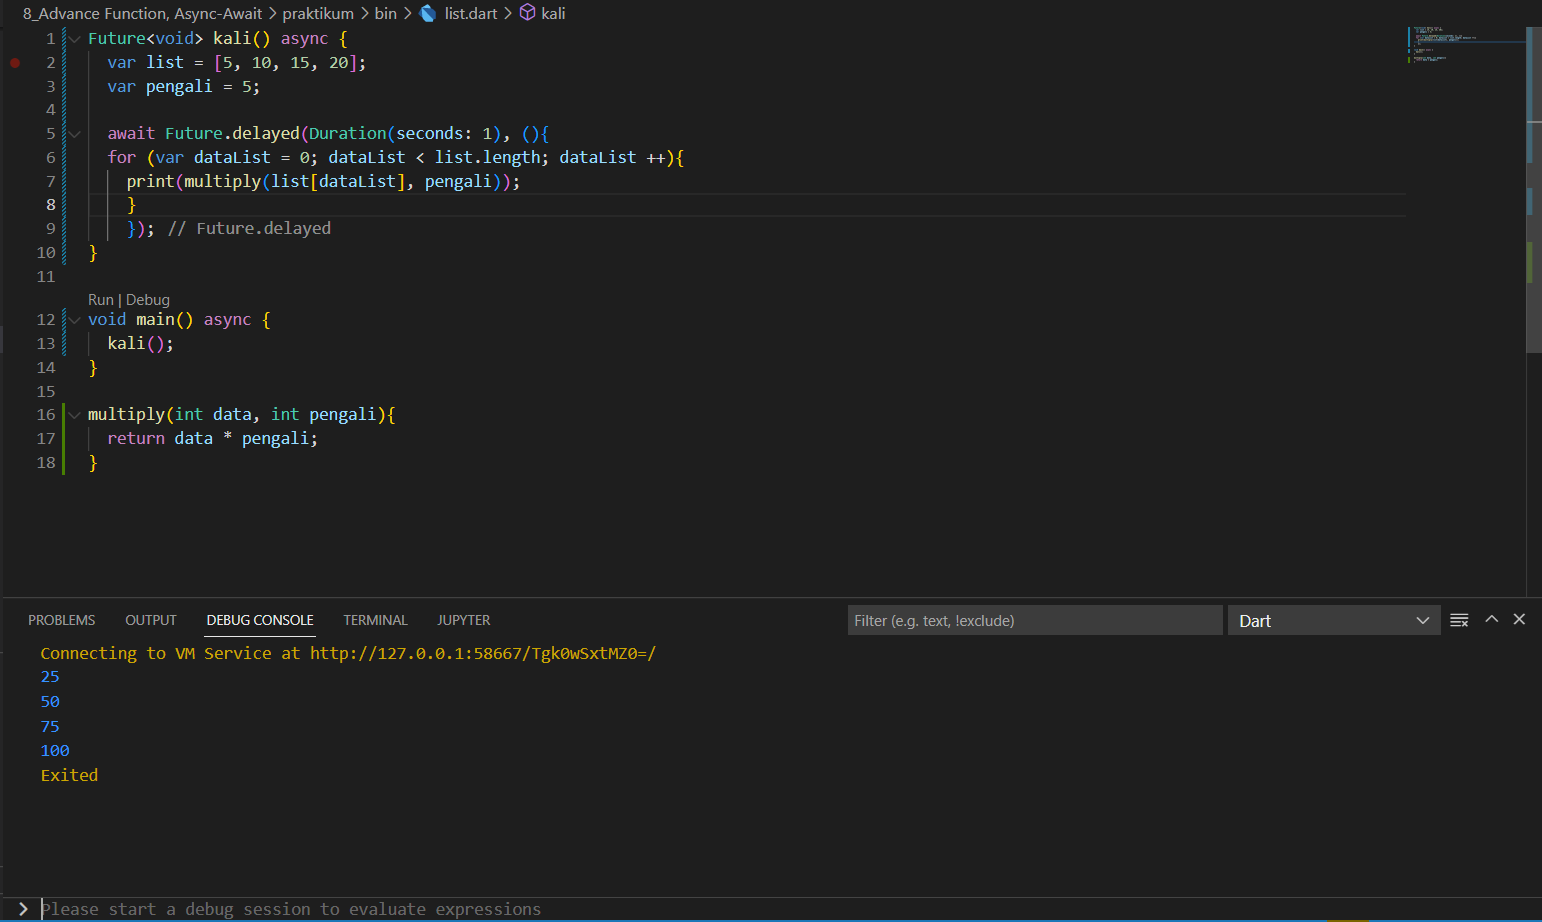 8_Advance Function, Async-Await > praktikum > bin > list.dart > kali
1 Future<void> kali() async {
2 var list = [5, 10, 15, 20];
3 var pengali = 5;
4
5 await Future.delayed(Duration(seconds: 1), (){
6 for (var dataList = 0; dataList < list.length; dataList ++){
7 print(multiply(list[dataList], pengali));
8 }
9 }); // Future.delayed
10 }
11
Run | Debug
12 void main() async {
13 kali();
14 }
15
16 multiply(int data, int pengali){
17 return data * pengali;
18 }
PROBLEMS OUTPUT DEBUG CONSOLE TERMINAL JUPYTER Filter (e.g. text, !exclude) Dart
Connecting to VM Service at http://127.0.0.1:58667/Tgk0wSxtMZ0=/
25
50
75
100
Exited
> Please start a debug session to evaluate expressions